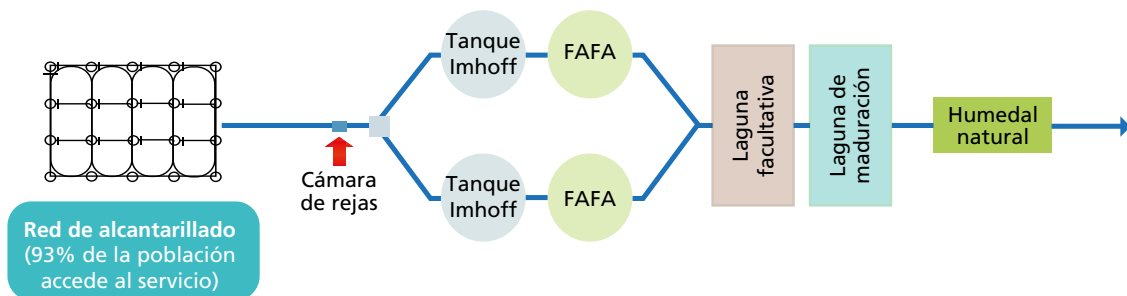 Red de alcantarillado
(93% de la población
accede al servicio)
Cámara
de rejas
Tanque
Imhoff
FAFA
Tanque
Imhoff
FAFA
Laguna
facultativa
Laguna de
maduración
Humedal
natural